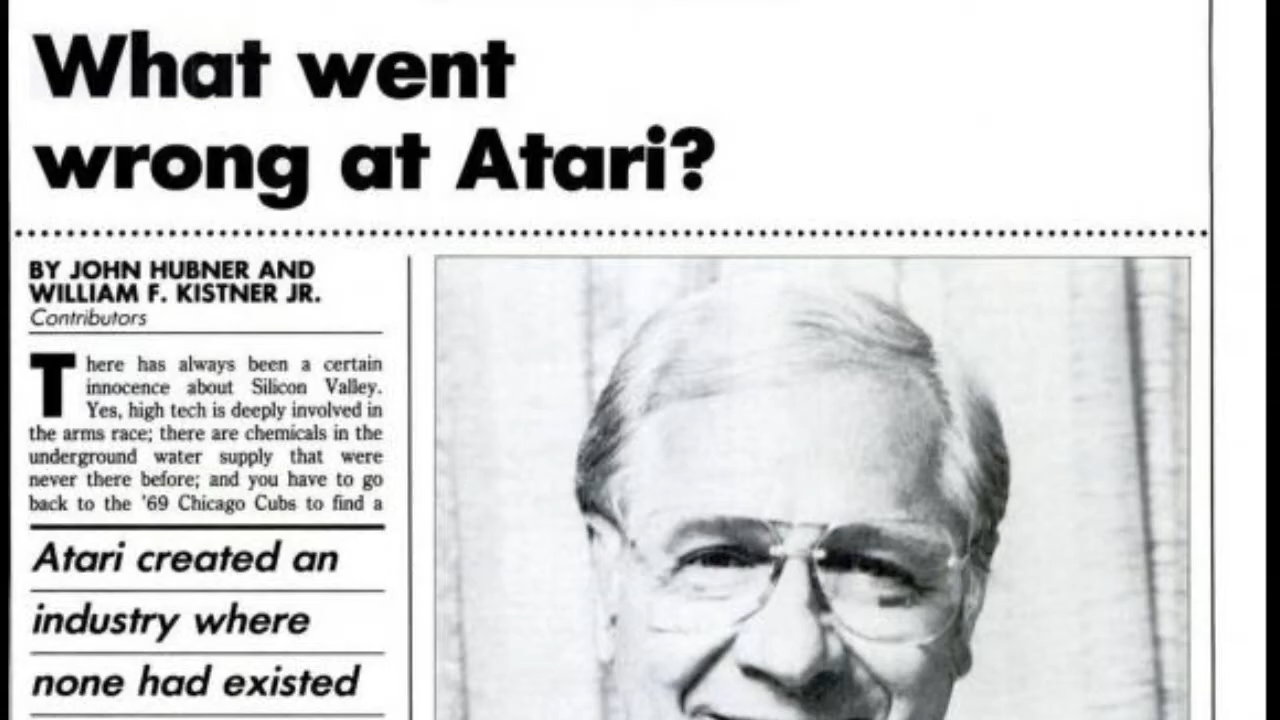 What went
wrong at Atari?
BY JOHN HUBNER AND
WILLIAM F. KISTNER JR.
Contributors
There has always been a certain
innocence about Silicon Valley.
Yes, high tech is deeply involved in
the arms race; there are chemicals in the
underground water supply that were
never there before; and you have to go
back to the '69 Chicago Cubs to find a
Atari created an
industry where
none had existed